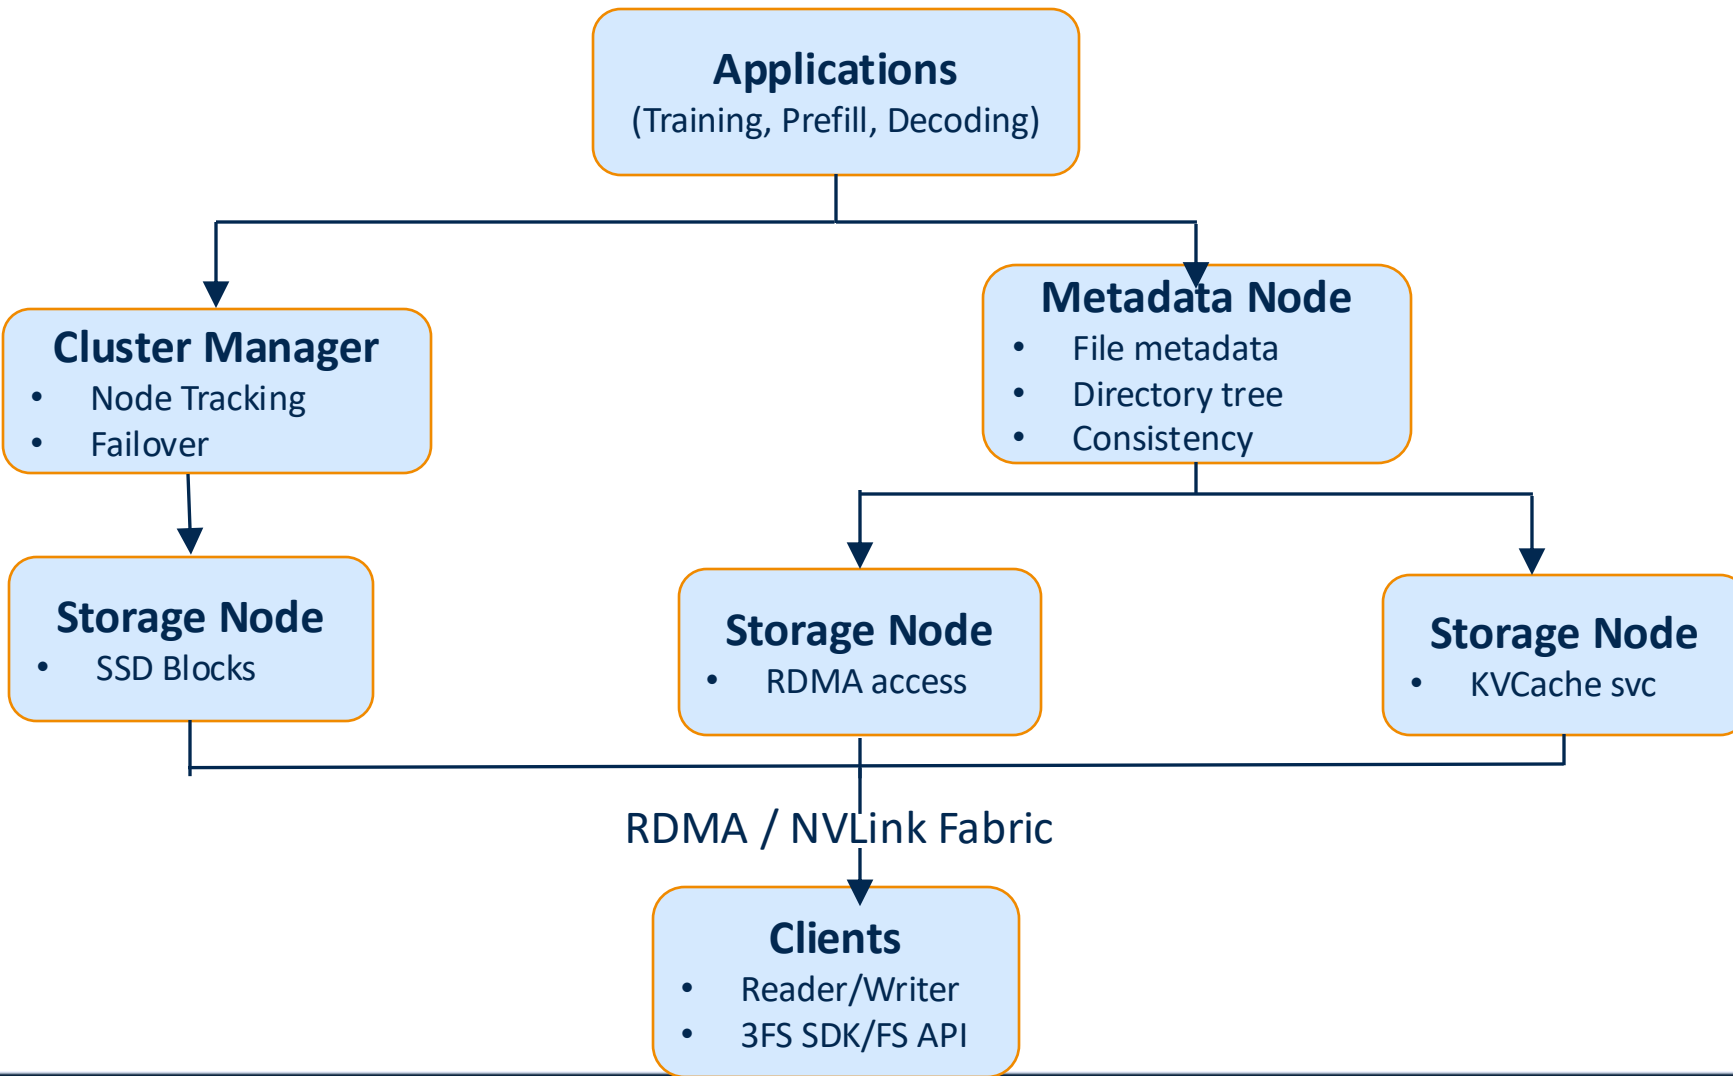 Applications
(Training, Prefill, Decoding)
Cluster Manager
• Node Tracking
• Failover
Metadata Node
• File metadata
• Directory tree
• Consistency
Storage Node
• SSD Blocks
Storage Node
• RDMA access
Storage Node
• KVCache svc
RDMA / NVLink Fabric
Clients
• Reader/Writer
• 3FS SDK/FS API